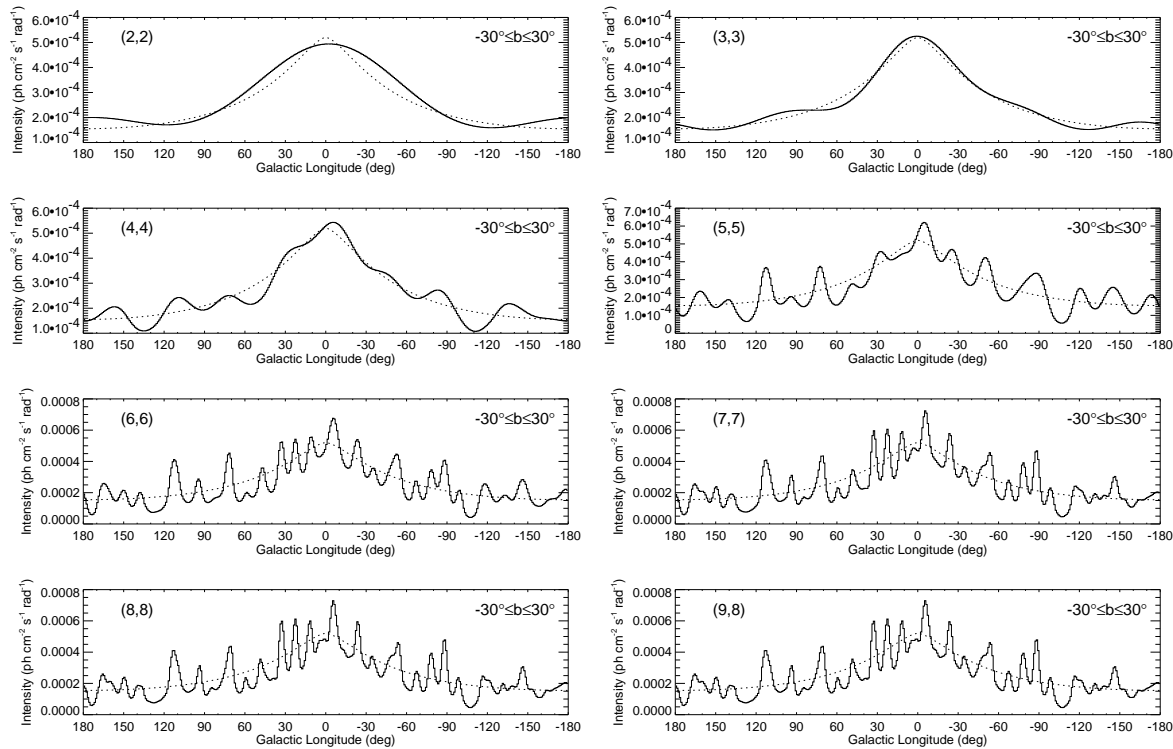 (2,2)
-30°≤b≤30°
Intensity (ph cm⁻² s⁻¹ rad⁻¹)
6.0•10⁻⁴
5.0•10⁻⁴
4.0•10⁻⁴
3.0•10⁻⁴
2.0•10⁻⁴
1.0•10⁻⁴
180 150 120 90 60 30 0 -30 -60 -90 -120 -150 -180
Galactic Longitude (deg)
(3,3)
-30°≤b≤30°
Intensity (ph cm⁻² s⁻¹ rad⁻¹)
6.0•10⁻⁴
5.0•10⁻⁴
4.0•10⁻⁴
3.0•10⁻⁴
2.0•10⁻⁴
1.0•10⁻⁴
180 150 120 90 60 30 0 -30 -60 -90 -120 -150 -180
Galactic Longitude (deg)
(4,4)
-30°≤b≤30°
Intensity (ph cm⁻² s⁻¹ rad⁻¹)
6.0•10⁻⁴
5.0•10⁻⁴
4.0•10⁻⁴
3.0•10⁻⁴
2.0•10⁻⁴
1.0•10⁻⁴
180 150 120 90 60 30 0 -30 -60 -90 -120 -150 -180
Galactic Longitude (deg)
(5,5)
-30°≤b≤30°
Intensity (ph cm⁻² s⁻¹ rad⁻¹)
7.0•10⁻⁴
6.0•10⁻⁴
5.0•10⁻⁴
4.0•10⁻⁴
3.0•10⁻⁴
2.0•10⁻⁴
1.0•10⁻⁴
0
180 150 120 90 60 30 0 -30 -60 -90 -120 -150 -180
Galactic Longitude (deg)
(6,6)
-30°≤b≤30°
Intensity (ph cm⁻² s⁻¹ rad⁻¹)
0.0008
0.0006
0.0004
0.0002
0.0000
180 150 120 90 60 30 0 -30 -60 -90 -120 -150 -180
Galactic Longitude (deg)
(7,7)
-30°≤b≤30°
Intensity (ph cm⁻² s⁻¹ rad⁻¹)
0.0008
0.0006
0.0004
0.0002
0.0000
180 150 120 90 60 30 0 -30 -60 -90 -120 -150 -180
Galactic Longitude (deg)
(8,8)
-30°≤b≤30°
Intensity (ph cm⁻² s⁻¹ rad⁻¹)
0.0008
0.0006
0.0004
0.0002
0.0000
180 150 120 90 60 30 0 -30 -60 -90 -120 -150 -180
Galactic Longitude (deg)
(9,8)
-30°≤b≤30°
Intensity (ph cm⁻² s⁻¹ rad⁻¹)
0.0008
0.0006
0.0004
0.0002
0.0000
180 150 120 90 60 30 0 -30 -60 -90 -120 -150 -180
Galactic Longitude (deg)